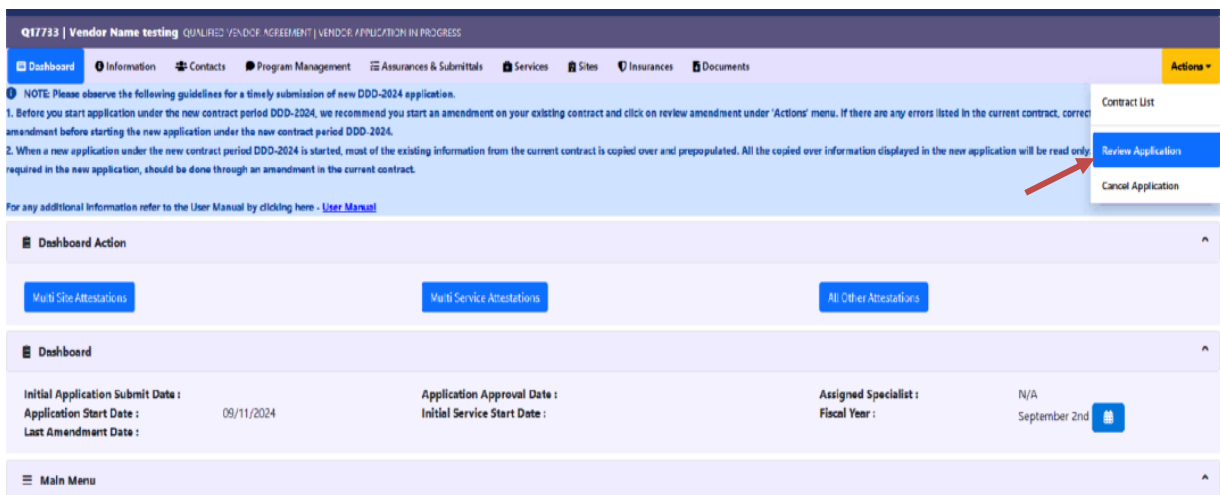 Q17733 | Vendor Name testing QUALIFIED VENDOR AGREEMENT | VENDOR APPLICATION IN PROGRESS
Dashboard Information Contacts Program Management Assurances & Submittals Services Sites Insurances Documents Actions
NOTE: Please observe the following guidelines for a timely submission of new DDD-2024 application.
Contract List
1. Before you start application under the new contract period DDD-2024, we recommend you start an amendment on your existing contract and click on review amendment under 'Actions' menu. If there are any errors listed in the current contract, correct
amendment before starting the new application under the new contract period DDD-2024.
2. When a new application under the new contract period DDD-2024 is started, most of the existing information from the current contract is copied over and prepopulated. All the copied over information displayed in the new application will be read only.
Review Application
required in the new application, should be done through an amendment in the current contract.
Cancel Application
For any additional Information refer to the User Manual by clicking here - User Manual
Dashboard Action
Multi Site Attestations Multi Service Attestations All Other Attestations
Dashboard
Initial Application Submit Date : Application Approval Date : Assigned Specialist : N/A
Application Start Date : 09/11/2024 Initial Service Start Date : Fiscal Year : September 2nd
Last Amendment Date :
Main Menu